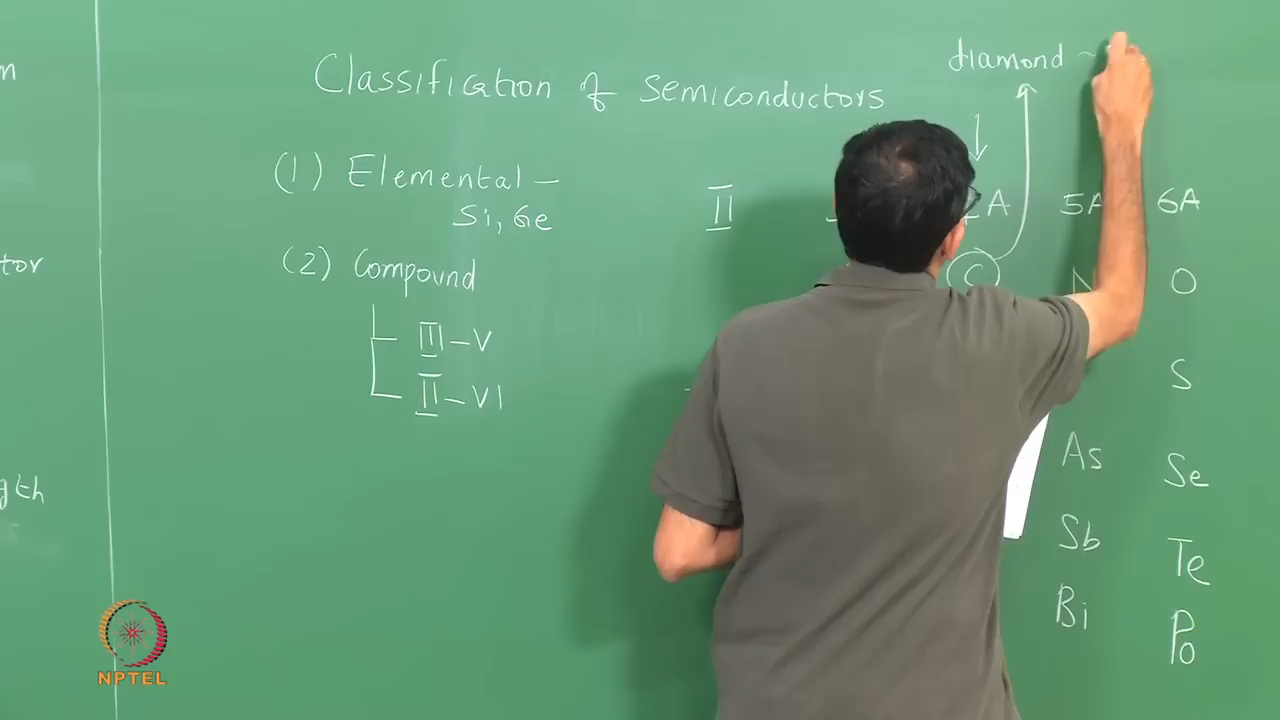 diamond ~
Classification of semiconductors
(1) Elemental –
Si, Ge
(2) Compound
III – V
II – VI
II
A 5A 6A
C N O
S
As Se
Sb Te
Bi Po
tor
gth
NPTEL